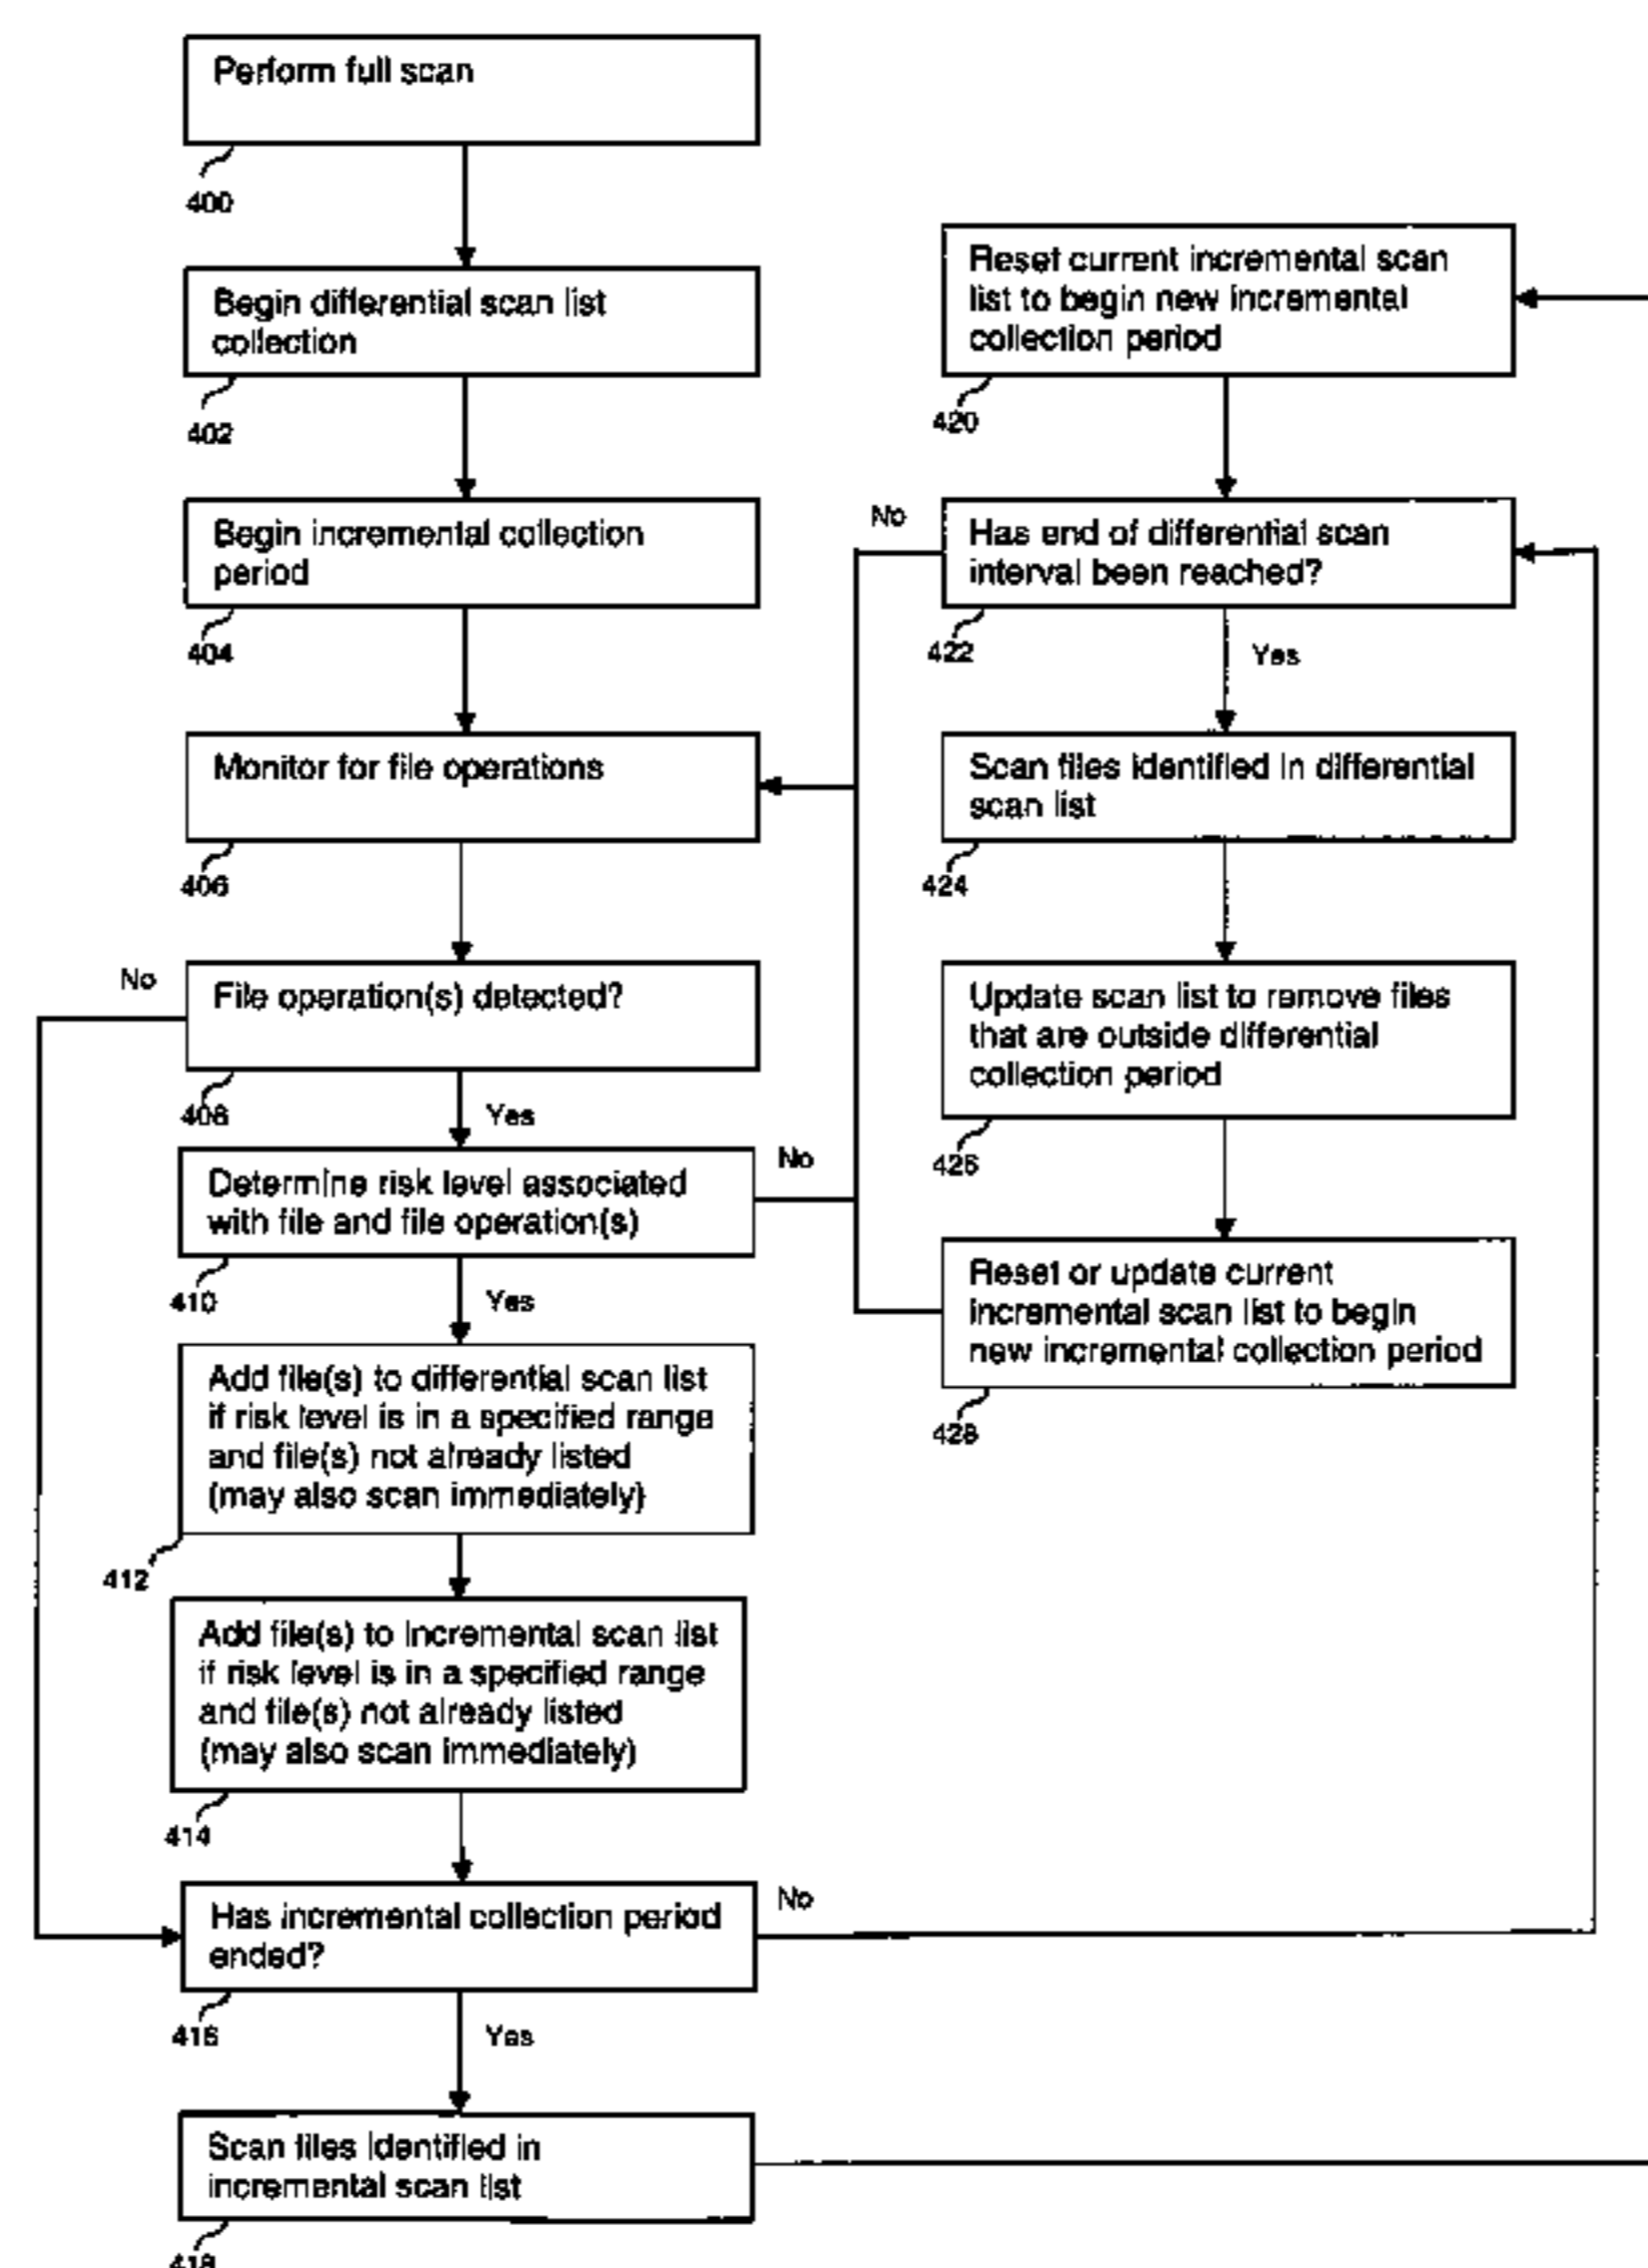 Perform full scan
400
Begin differential scan list
collection
402
Begin incremental collection
period
404
Monitor for file operations
406
No
File operation(s) detected?
408
Yes
Determine risk level associated
with file and file operation(s)
No
410
Yes
Add file(s) to differential scan list
if risk level is in a specified range
and file(s) not already listed
(may also scan immediately)
412
Add file(s) to incremental scan list
if risk level is in a specified range
and file(s) not already listed
(may also scan immediately)
414
Has incremental collection period
ended?
No
416
Yes
Scan files identified in
incremental scan list
418
Reset current incremental scan
list to begin new incremental
collection period
420
No
Has end of differential scan
interval been reached?
422
Yes
Scan files identified in differential
scan list
424
Update scan list to remove files
that are outside differential
collection period
426
Reset or update current
incremental scan list to begin
new incremental collection period
428